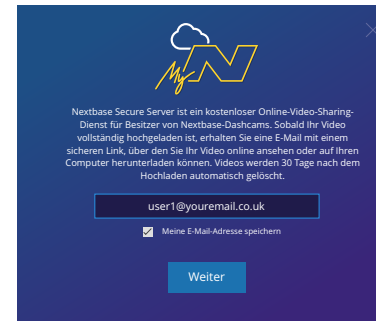 My N
Nextbase Secure Server ist ein kostenloser Online-Video-Sharing-
Dienst für Besitzer von Nextbase-Dashcams. Sobald Ihr Video
vollständig hochgeladen ist, erhalten Sie eine E-Mail mit einem
sicheren Link, über den Sie Ihr Video online ansehen oder auf Ihren
Computer herunterladen können. Videos werden 30 Tage nach dem
Hochladen automatisch gelöscht.
user1@youremail.co.uk
Meine E-Mail-Adresse speichern
Weiter